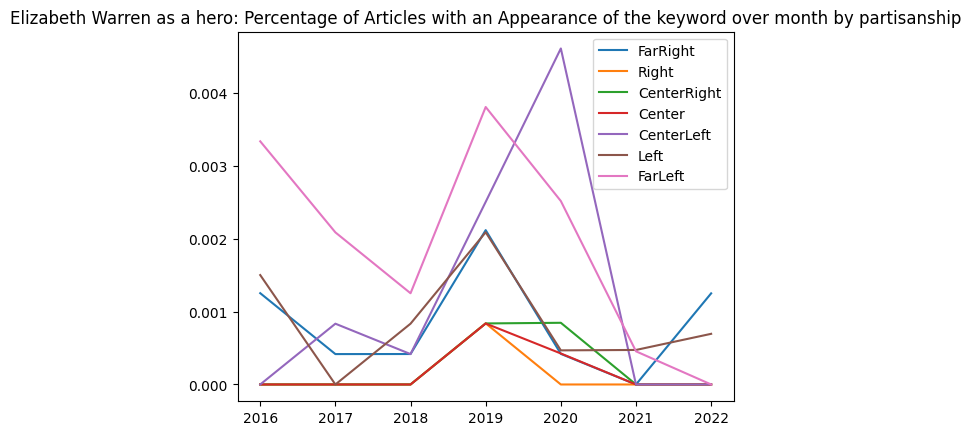 Elizabeth Warren as a hero: Percentage of Articles with an Appearance of the keyword over month by partisanship
FarRight
Right
CenterRight
Center
CenterLeft
Left
FarLeft
0.004
0.003
0.002
0.001
0.000
2016 2017 2018 2019 2020 2021 2022